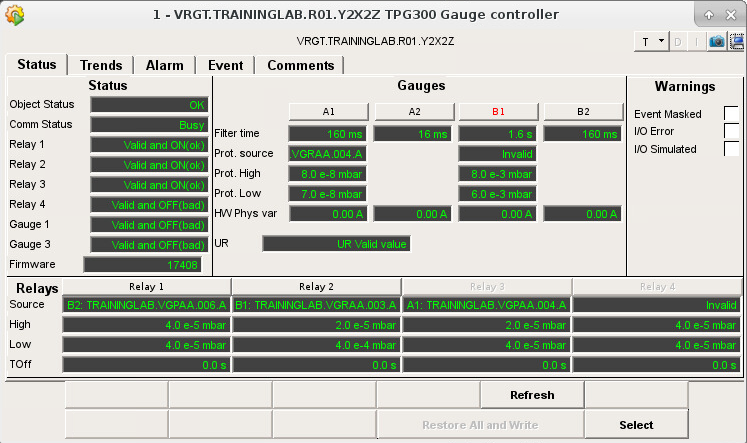 1 - VRGT.TRAININGLAB.R01.Y2X2Z TPG300 Gauge controller
VRGT.TRAININGLAB.R01.Y2X2Z
T D I
Status Trends Alarm Event Comments
Status Gauges Warnings
Object Status OK
Comm Status Busy
Relay 1 Valid and ON(ok)
Relay 2 Valid and ON(ok)
Relay 3 Valid and ON(ok)
Relay 4 Valid and OFF(bad)
Gauge 1 Valid and OFF(bad)
Gauge 3 Valid and OFF(bad)
Firmware 17408
A1 A2 B1 B2
Filter time 160 ms 16 ms 1.6 s 160 ms
Prot. source .VGRAA.004.A Invalid
Prot. High 8.0 e-8 mbar 8.0 e-3 mbar
Prot. Low 7.0 e-8 mbar 6.0 e-3 mbar
HW Phys var 0.00 A 0.00 A 0.00 A 0.00 A
UR UR Valid value
Event Masked
I/O Error
I/O Simulated
Relays Relay 1 Relay 2 Relay 3 Relay 4
Source B2: TRAININGLAB.VGPAA.006.A B1: TRAININGLAB.VGRAA.003.A A1: TRAININGLAB.VGPAA.004.A Invalid
High 4.0 e-5 mbar 2.0 e-5 mbar 2.0 e-5 mbar 4.0 e-5 mbar
Low 4.0 e-5 mbar 4.0 e-4 mbar 4.0 e-5 mbar 4.0 e-5 mbar
TOff 0.0 s 0.0 s 0.0 s 0.0 s
Refresh
Restore All and Write Select